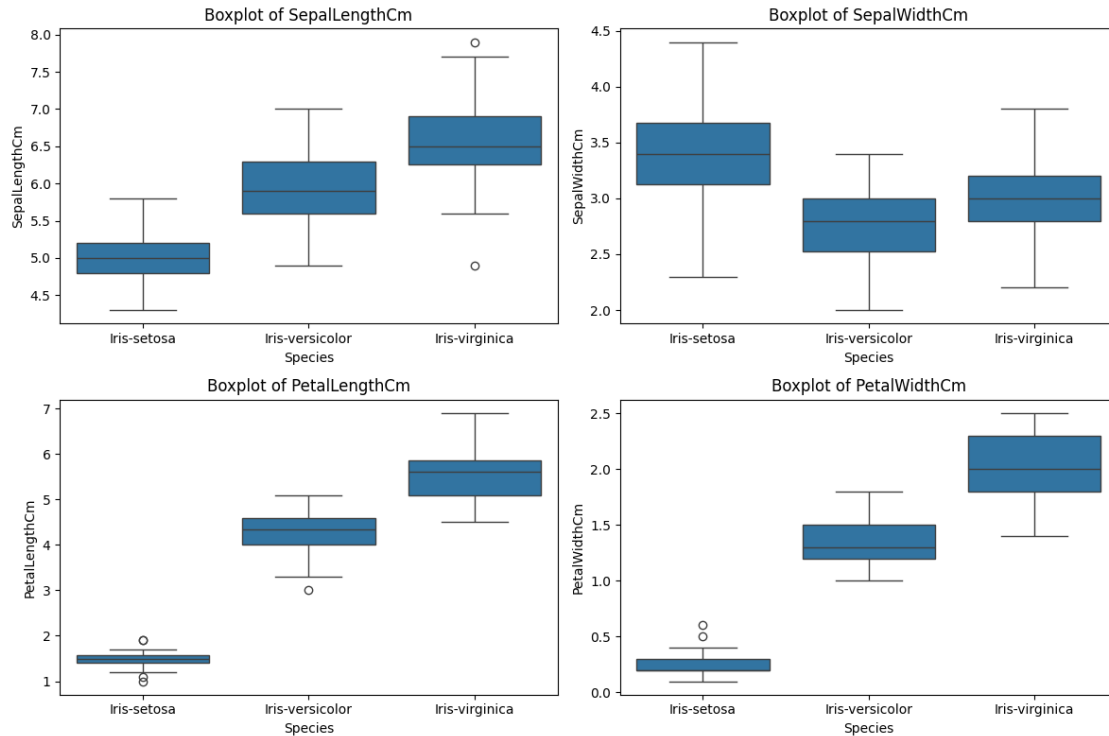 Boxplot of SepalLengthCm
SepalLengthCm
8.0
7.5
7.0
6.5
6.0
5.5
5.0
4.5
Iris-setosa Iris-versicolor Iris-virginica
Species
Boxplot of SepalWidthCm
SepalWidthCm
4.5
4.0
3.5
3.0
2.5
2.0
Iris-setosa Iris-versicolor Iris-virginica
Species
Boxplot of PetalLengthCm
PetalLengthCm
7
6
5
4
3
2
1
Iris-setosa Iris-versicolor Iris-virginica
Species
Boxplot of PetalWidthCm
PetalWidthCm
2.5
2.0
1.5
1.0
0.5
0.0
Iris-setosa Iris-versicolor Iris-virginica
Species